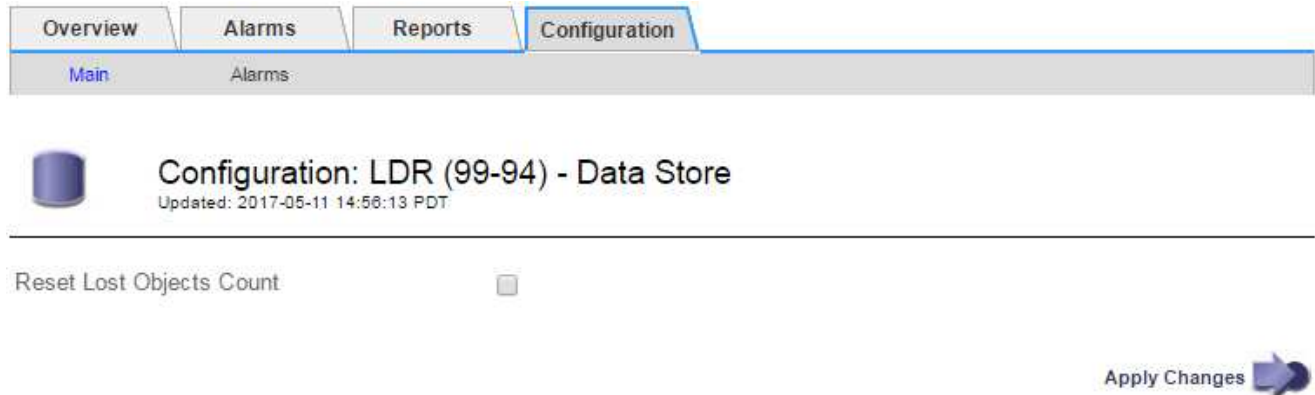 Overview Alarms Reports Configuration
Main Alarms
Configuration: LDR (99-94) - Data Store
Updated: 2017-05-11 14:56:13 PDT
Reset Lost Objects Count
Apply Changes